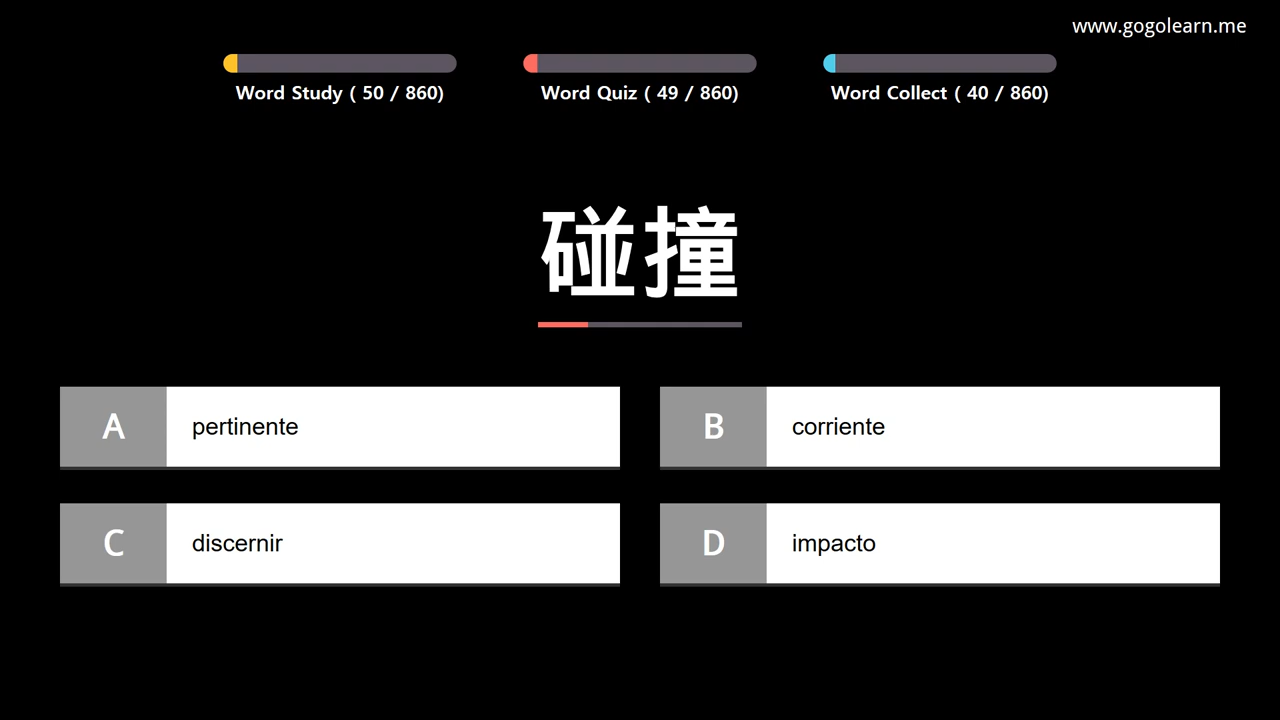 www.gogolearn.me
Word Study ( 50 / 860)
Word Quiz ( 49 / 860)
Word Collect ( 40 / 860)
碰撞
A pertinente
B corriente
C discernir
D impacto